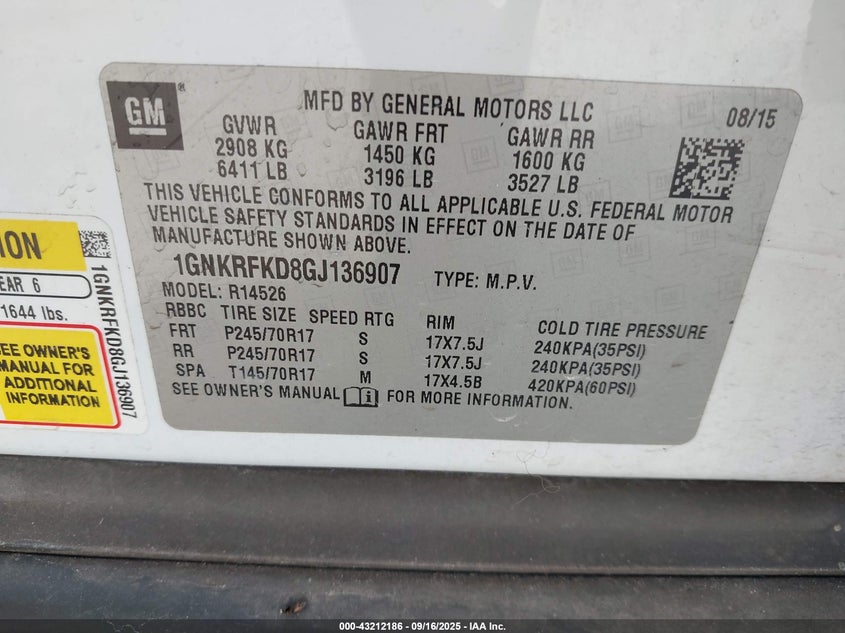 GM
®
MFD BY GENERAL MOTORS LLC
08/15
GVWR GAWR FRT GAWR RR
2908 KG 1450 KG 1600 KG
6411 LB 3196 LB 3527 LB
THIS VEHICLE CONFORMS TO ALL APPLICABLE U.S. FEDERAL MOTOR
VEHICLE SAFETY STANDARDS IN EFFECT ON THE DATE OF
MANUFACTURE SHOWN ABOVE.
1GNKRFKD8GJ136907 TYPE: M.P.V.
MODEL: R14526
RBBC TIRE SIZE SPEED RTG RIM COLD TIRE PRESSURE
FRT P245/70R17 S 17X7.5J 240KPA(35PSI)
RR P245/70R17 S 17X7.5J 240KPA(35PSI)
SPA T145/70R17 M 17X4.5B 420KPA(60PSI)
SEE OWNER'S MANUAL i FOR MORE INFORMATION.
ION
EAR 6
1644 lbs.
SEE OWNER'S
MANUAL FOR
ADDITIONAL
INFORMATION
1GNKRFKD8GJ136907
000-43212186 - 09/16/2025 - IAA Inc.